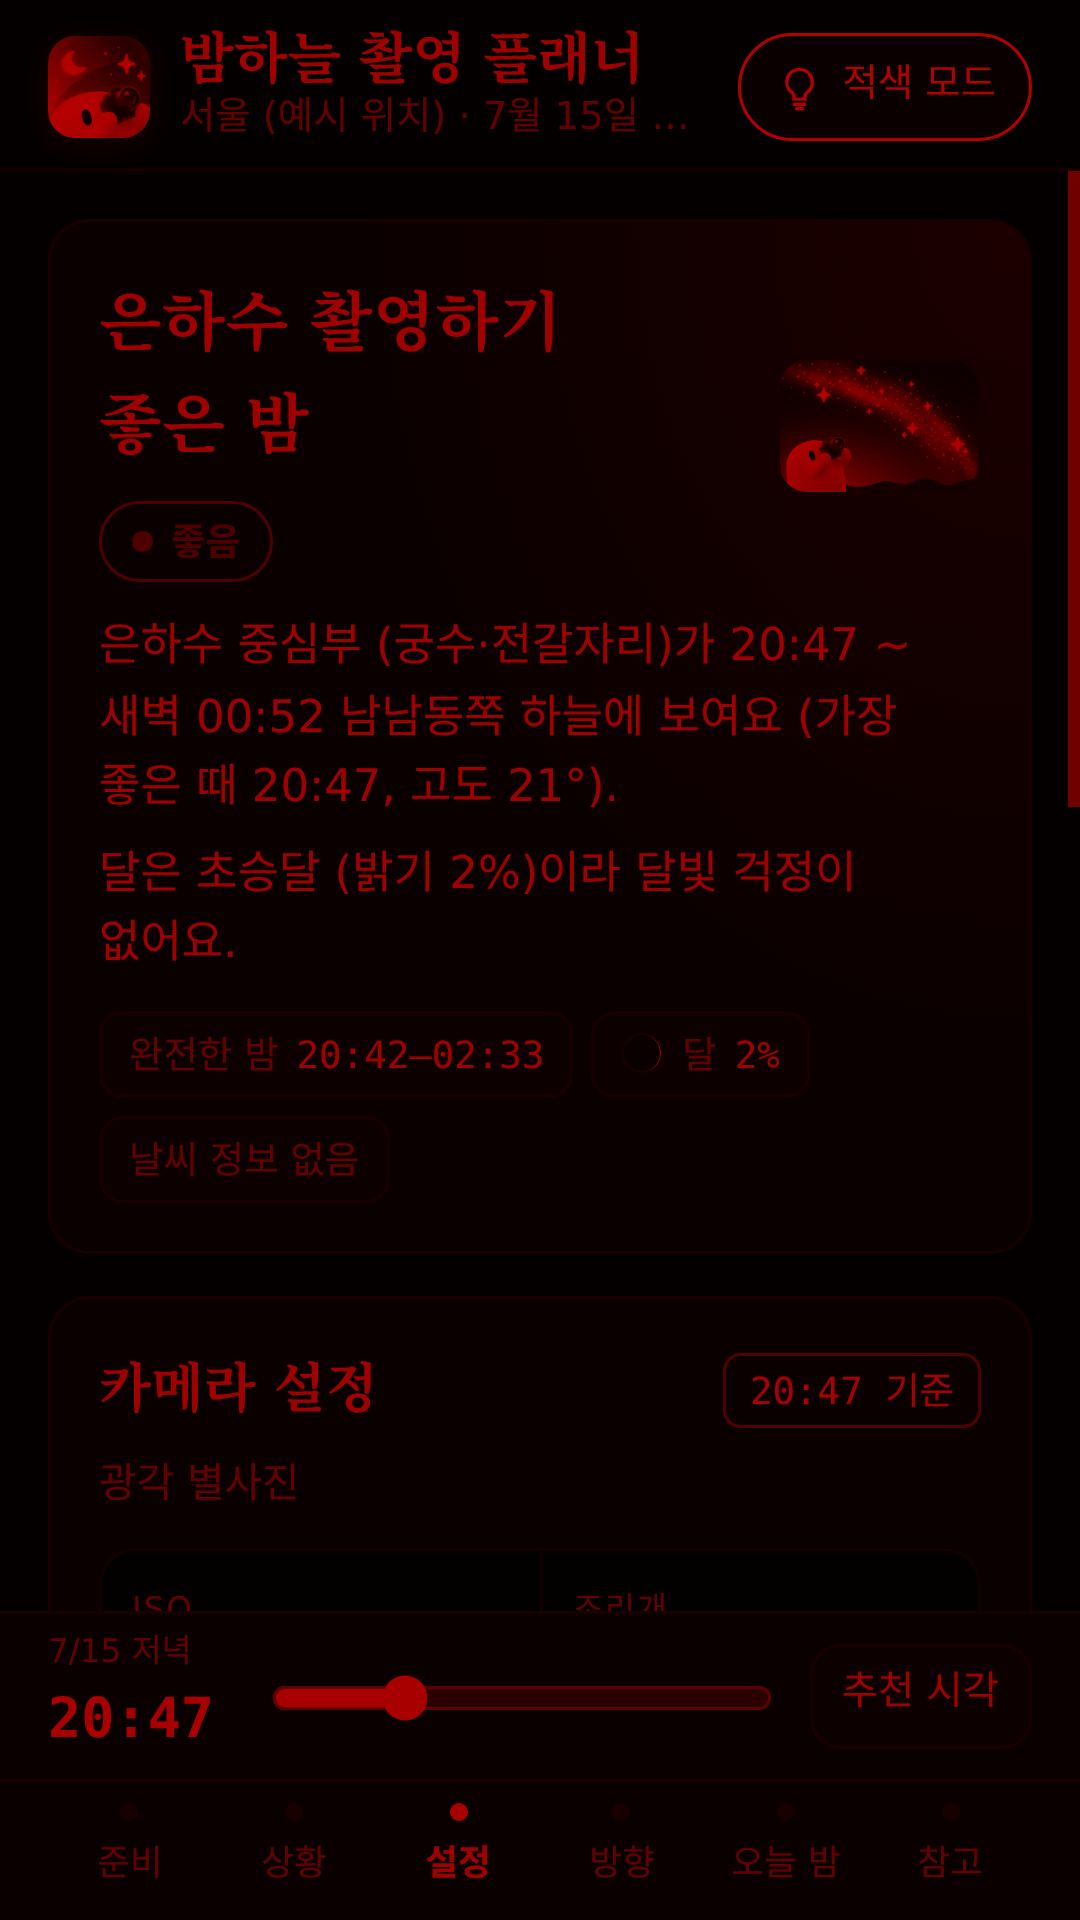 밤하늘 촬영 플래너
서울 (예시 위치) · 7월 15일 ...
적색 모드
은하수 촬영하기
좋은 밤
좋음
은하수 중심부 (궁수·전갈자리)가 20:47 ~
새벽 00:52 남남동쪽 하늘에 보여요 (가장
좋은 때 20:47, 고도 21°).
달은 초승달 (밝기 2%)이라 달빛 걱정이
없어요.
완전한 밤 20:42–02:33
달 2%
날씨 정보 없음
카메라 설정
20:47 기준
광각 별사진
ISO
조리개
7/15 저녁
20:47
추천 시각
준비
상황
설정
방향
오늘 밤
참고